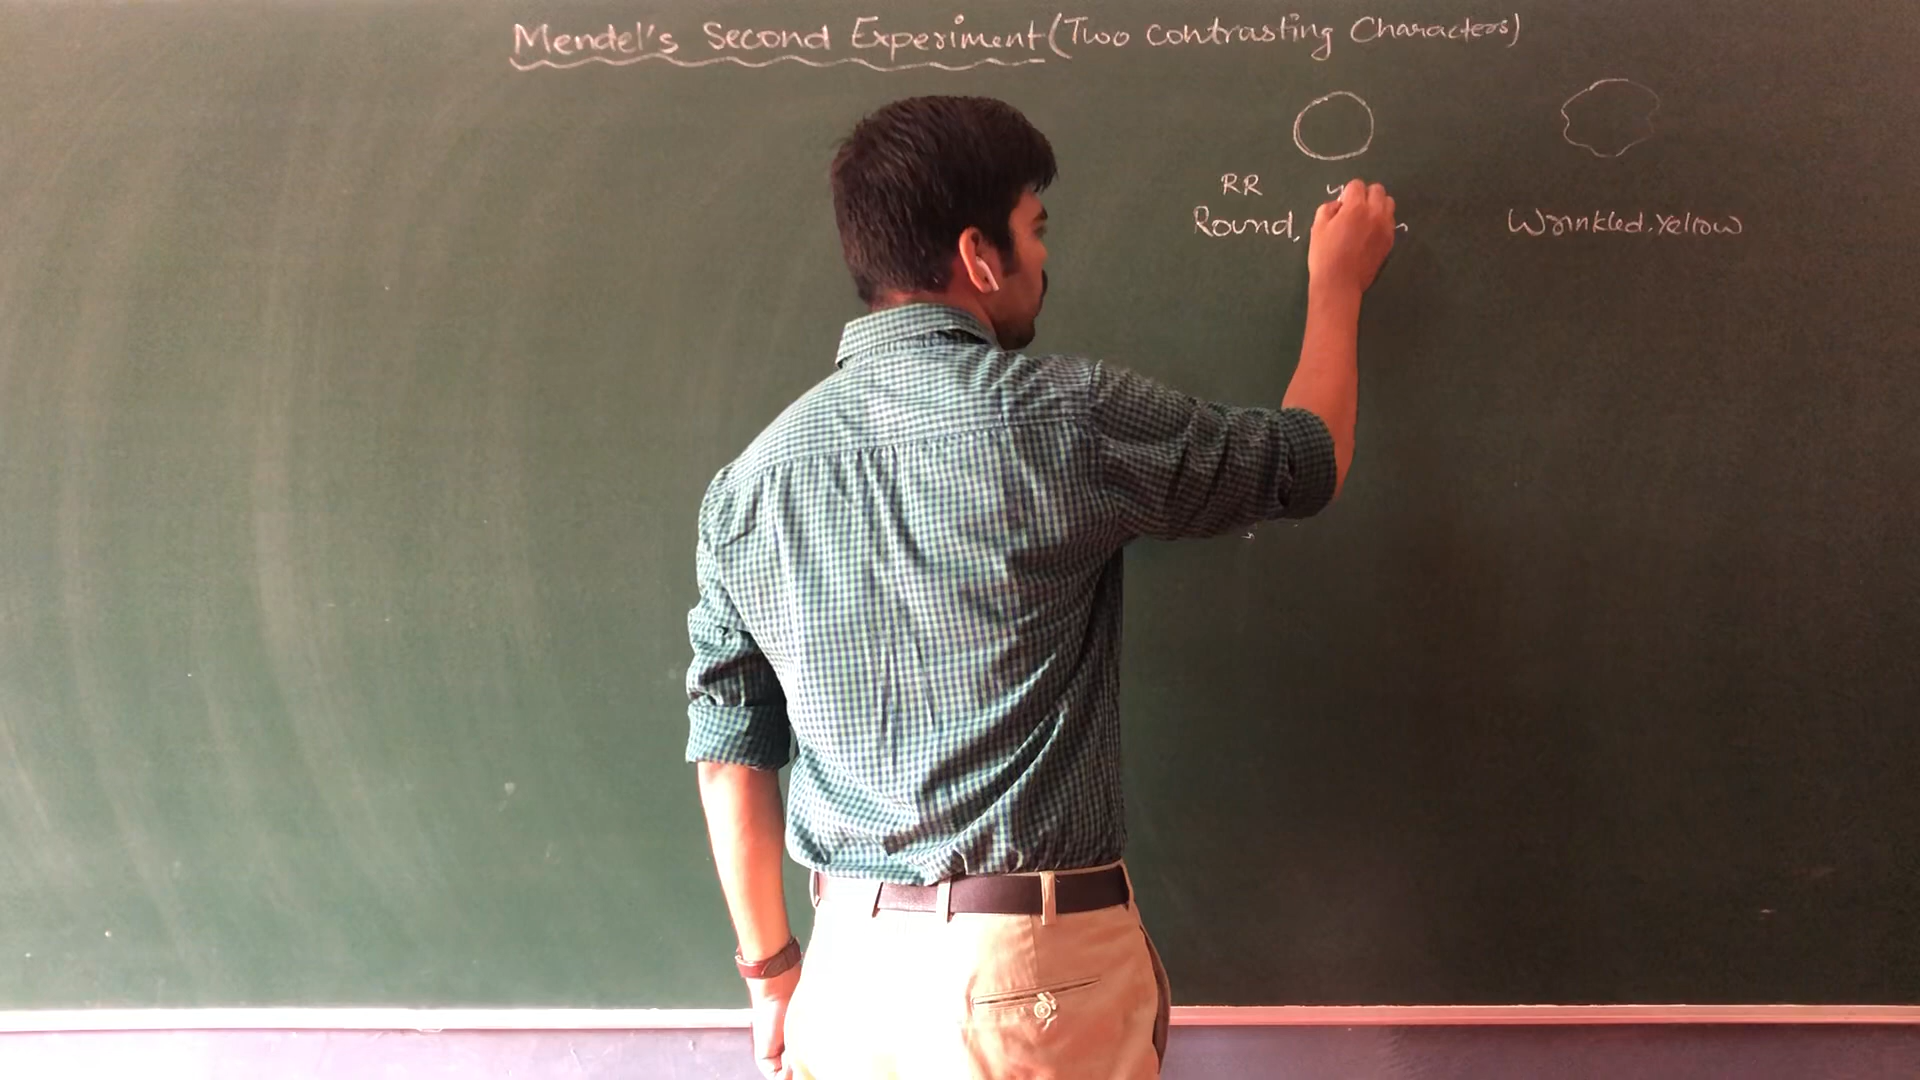 Mendel's Second Experiment (Two contrasting Characters)
RR y
Round,
Wrinkled. Yellow